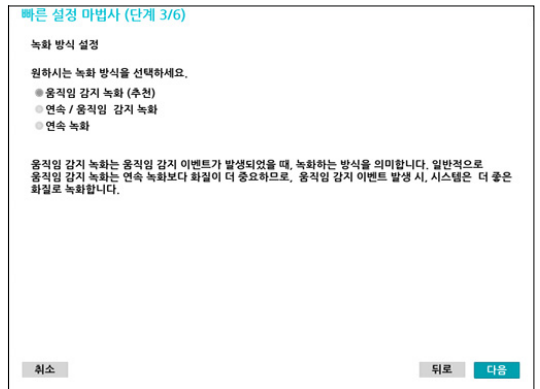 빠른 설정 마법사 (단계 3/6)
녹화 방식 설정
원하시는 녹화 방식을 선택하세요.
움직임 감지 녹화 (추천)
연속 / 움직임 감지 녹화
연속 녹화
움직임 감지 녹화는 움직임 감지 이벤트가 발생되었을 때, 녹화하는 방식을 의미합니다. 일반적으로
움직임 감지 녹화는 연속 녹화보다 화질이 더 중요하므로, 움직임 감지 이벤트 발생 시, 시스템은 더 좋은
화질로 녹화합니다.
취소 뒤로 다음